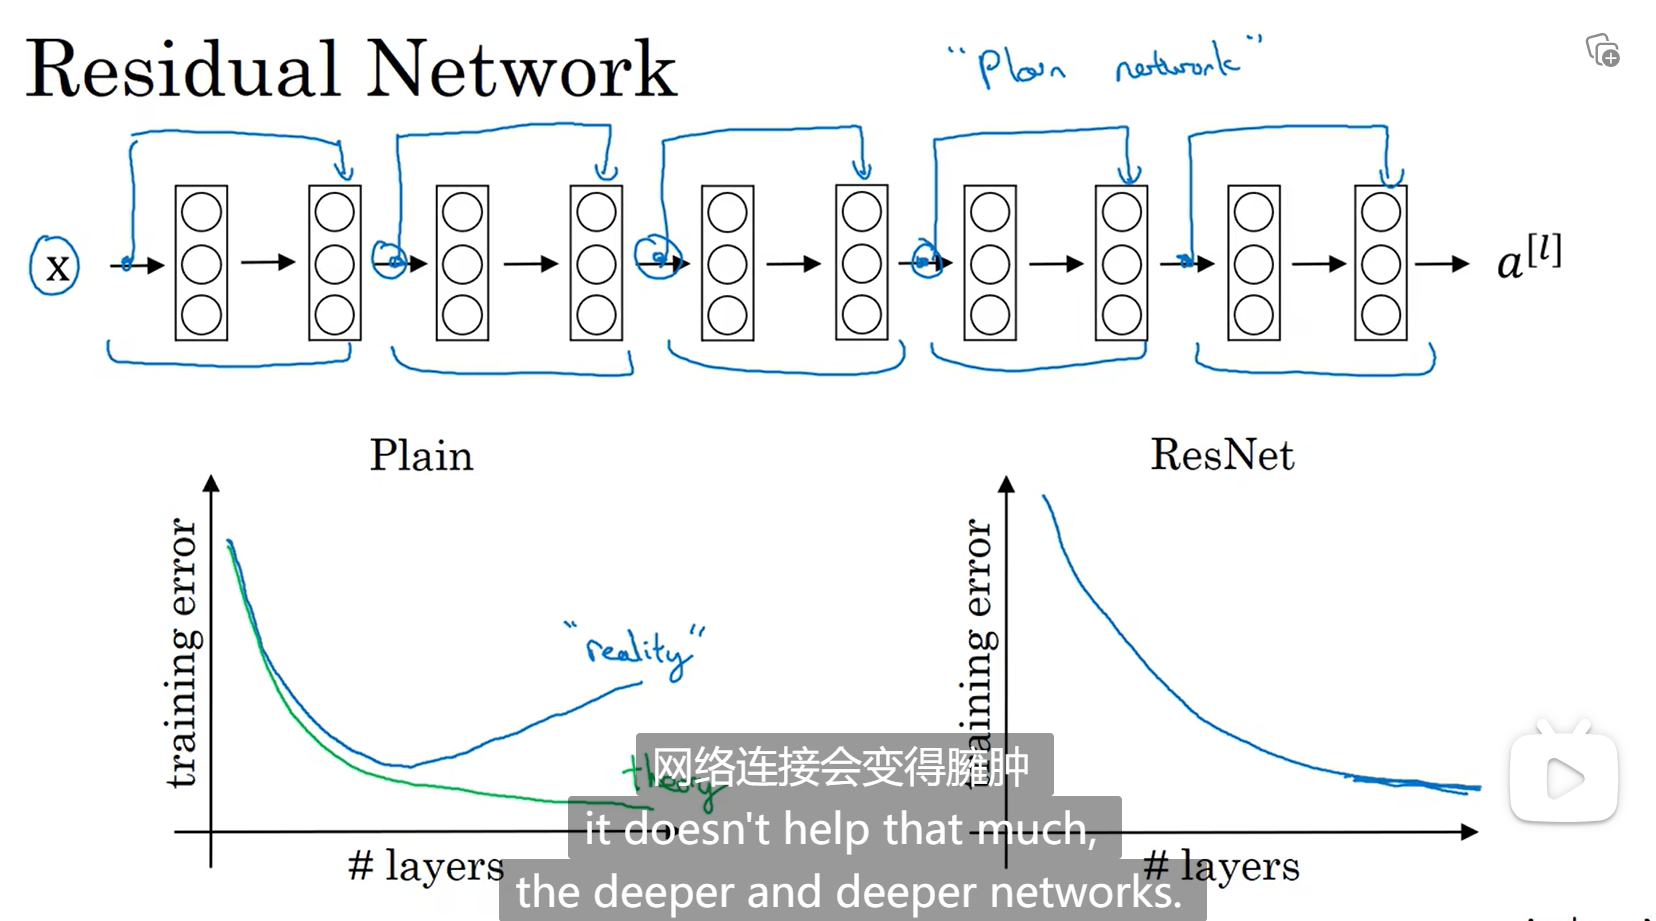 Residual Network
"Plain network"
x
a[l]
Plain
ResNet
training error
"reality"
theory
# layers
training error
# layers
网络连接会变得臃肿
it doesn't help that much,
the deeper and deeper networks.